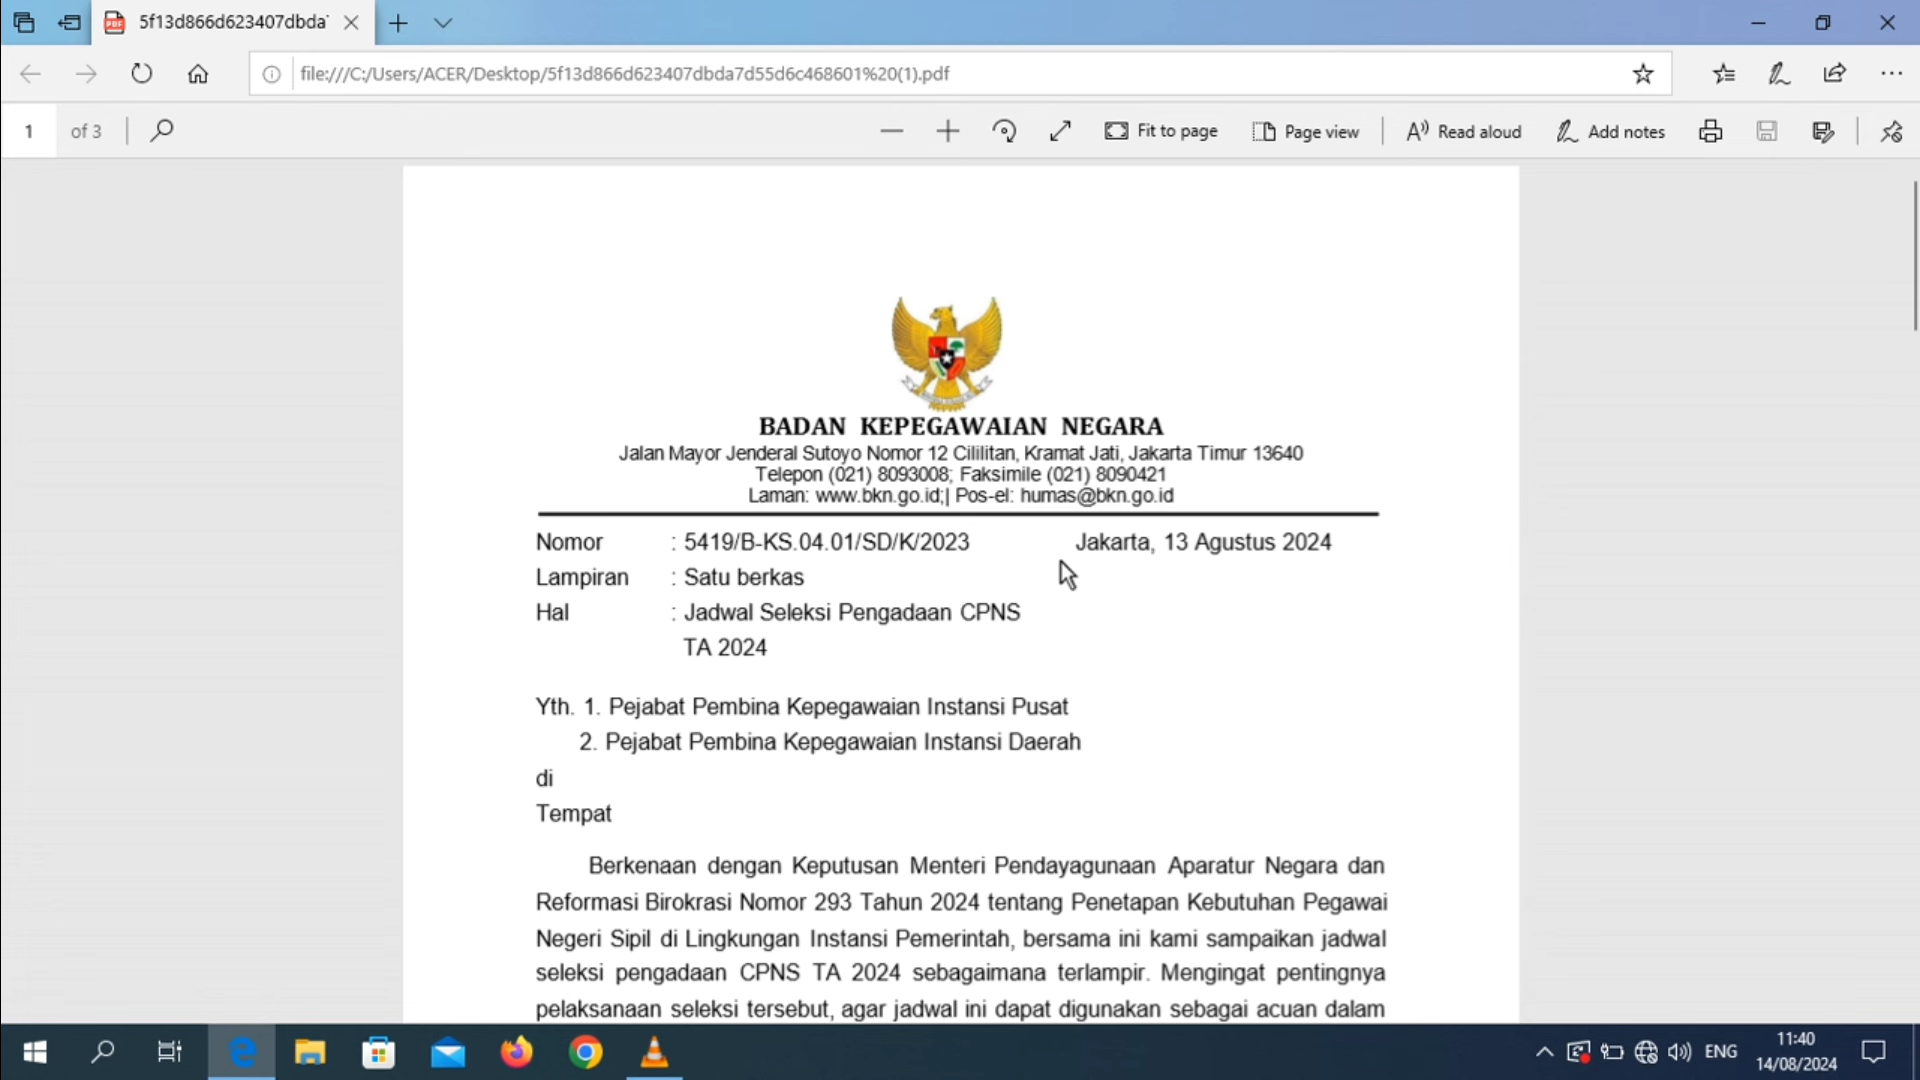 5f13d866d623407dbda7
file:///C:/Users/ACER/Desktop/5f13d866d623407dbda7d55d6c468601%20(1).pdf
1 of 3
Fit to page
Page view
Read aloud
Add notes
BADAN KEPEGAWAIAN NEGARA
Jalan Mayor Jenderal Sutoyo Nomor 12 Cililitan, Kramat Jati, Jakarta Timur 13640
Telepon (021) 8093008; Faksimile (021) 8090421
Laman: www.bkn.go.id;| Pos-el: humas@bkn.go.id
Nomor : 5419/B-KS.04.01/SD/K/2023 Jakarta, 13 Agustus 2024
Lampiran : Satu berkas
Hal : Jadwal Seleksi Pengadaan CPNS
TA 2024
Yth. 1. Pejabat Pembina Kepegawaian Instansi Pusat
2. Pejabat Pembina Kepegawaian Instansi Daerah
di
Tempat
Berkenaan dengan Keputusan Menteri Pendayagunaan Aparatur Negara dan
Reformasi Birokrasi Nomor 293 Tahun 2024 tentang Penetapan Kebutuhan Pegawai
Negeri Sipil di Lingkungan Instansi Pemerintah, bersama ini kami sampaikan jadwal
seleksi pengadaan CPNS TA 2024 sebagaimana terlampir. Mengingat pentingnya
pelaksanaan seleksi tersebut, agar jadwal ini dapat digunakan sebagai acuan dalam
ENG
11:40
14/08/2024